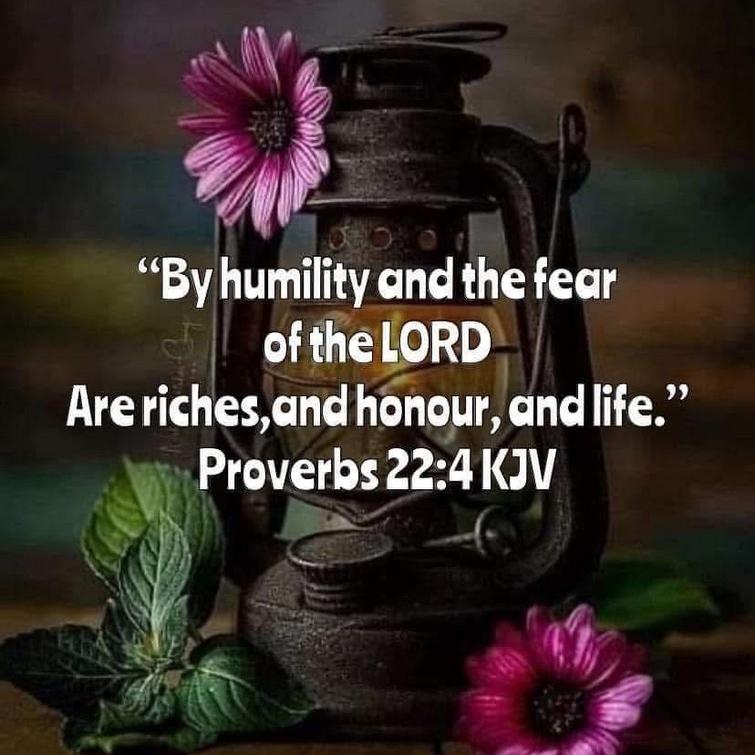 “By humility and the fear
of the LORD
Are riches,and honour, and life.”
Proverbs 22:4 KJV